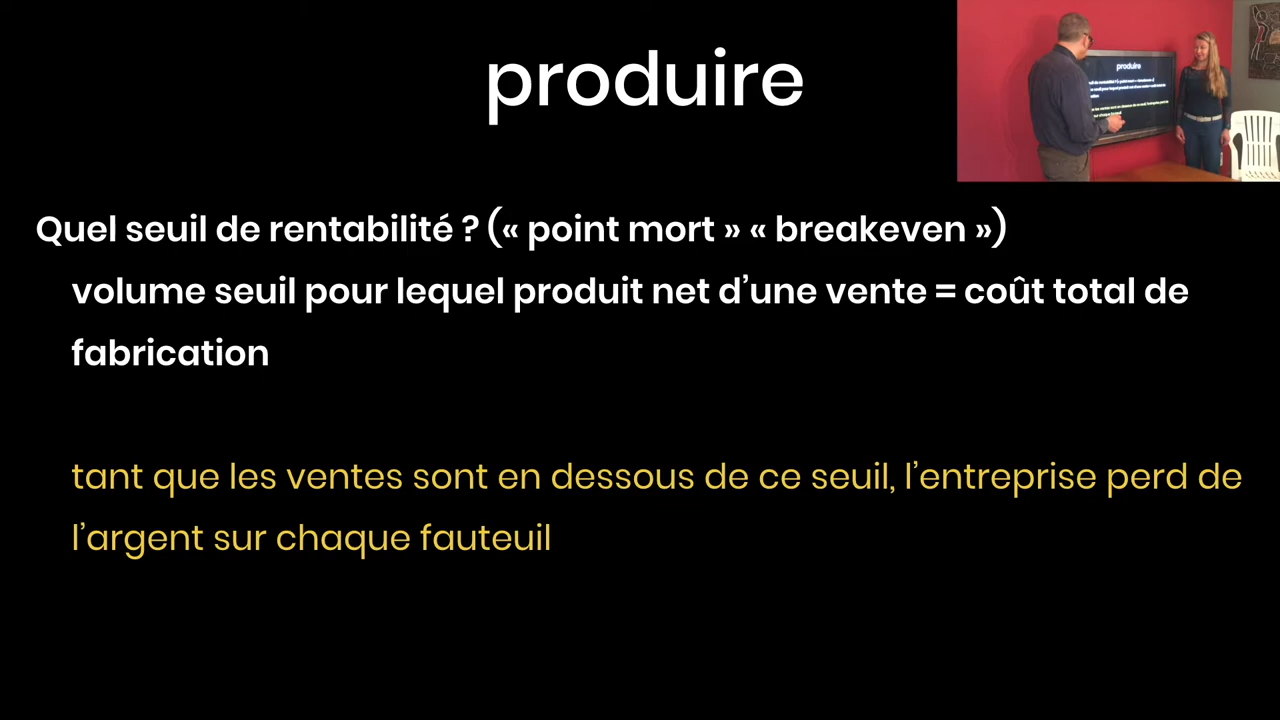 produire
Quel seuil de rentabilité ? (« point mort » « breakeven »)
volume seuil pour lequel produit net d’une vente = coût total de
fabrication
tant que les ventes sont en dessous de ce seuil, l’entreprise perd de
l’argent sur chaque fauteuil
produire